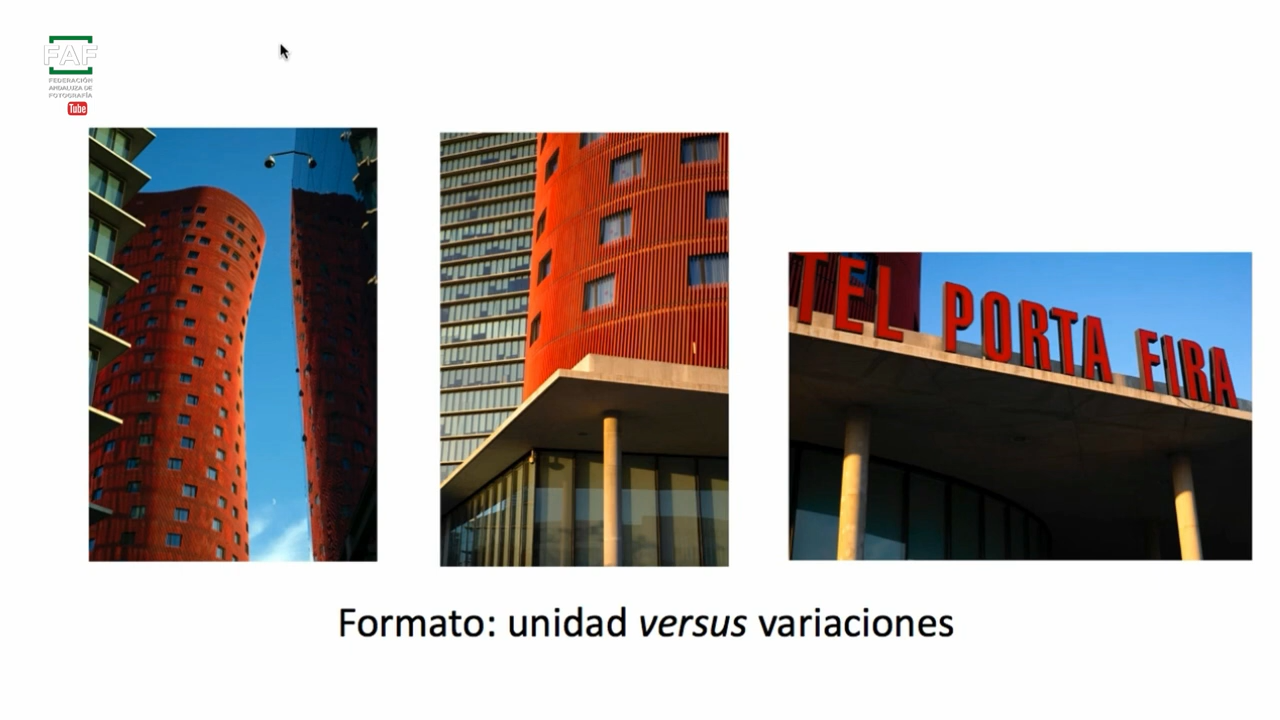 FAF
FEDERACIÓN
ANDALUZA DE
FOTOGRAFÍA
Tube
TEL PORTA FIRA
Formato: unidad versus variaciones